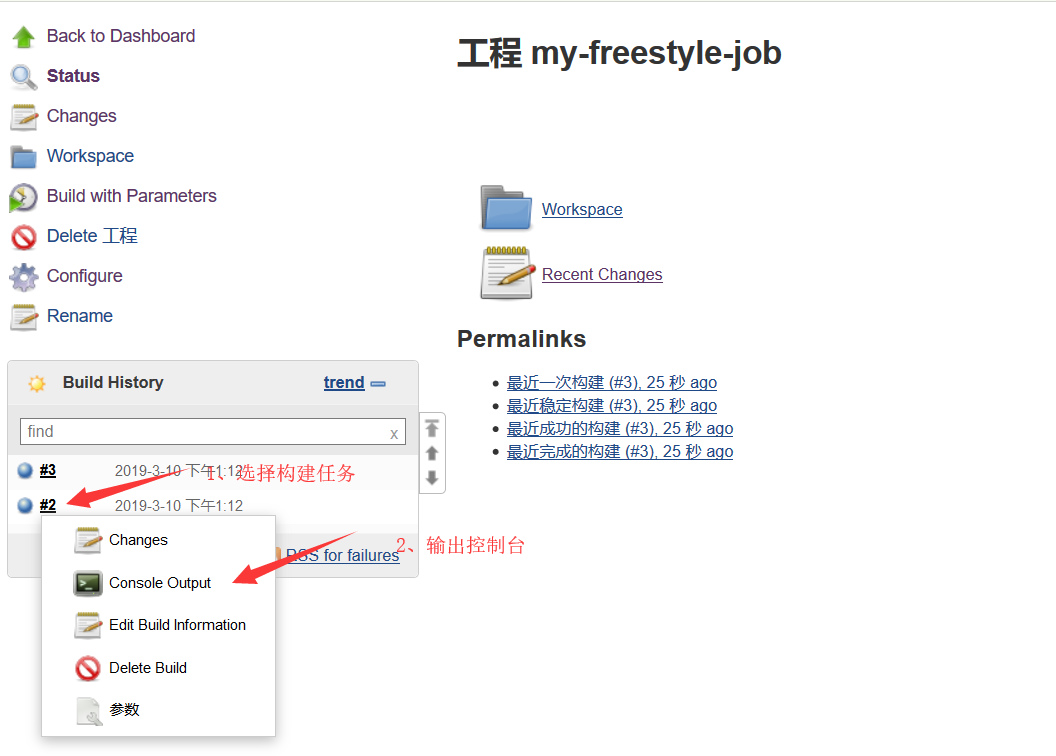 Back to Dashboard
Status
Changes
Workspace
Build with Parameters
Delete 工程
Configure
Rename
Build History
trend
find
x
#3
2019-3-10 下午1:13
1、选择构建任务
#2
2019-3-10 下午1:12
RSS for failures
2、输出控制台
Changes
Console Output
Edit Build Information
Delete Build
参数
工程 my-freestyle-job
Workspace
Recent Changes
Permalinks
最近一次构建 (#3), 25 秒 ago
最近稳定构建 (#3), 25 秒 ago
最近成功的构建 (#3), 25 秒 ago
最近完成的构建 (#3), 25 秒 ago